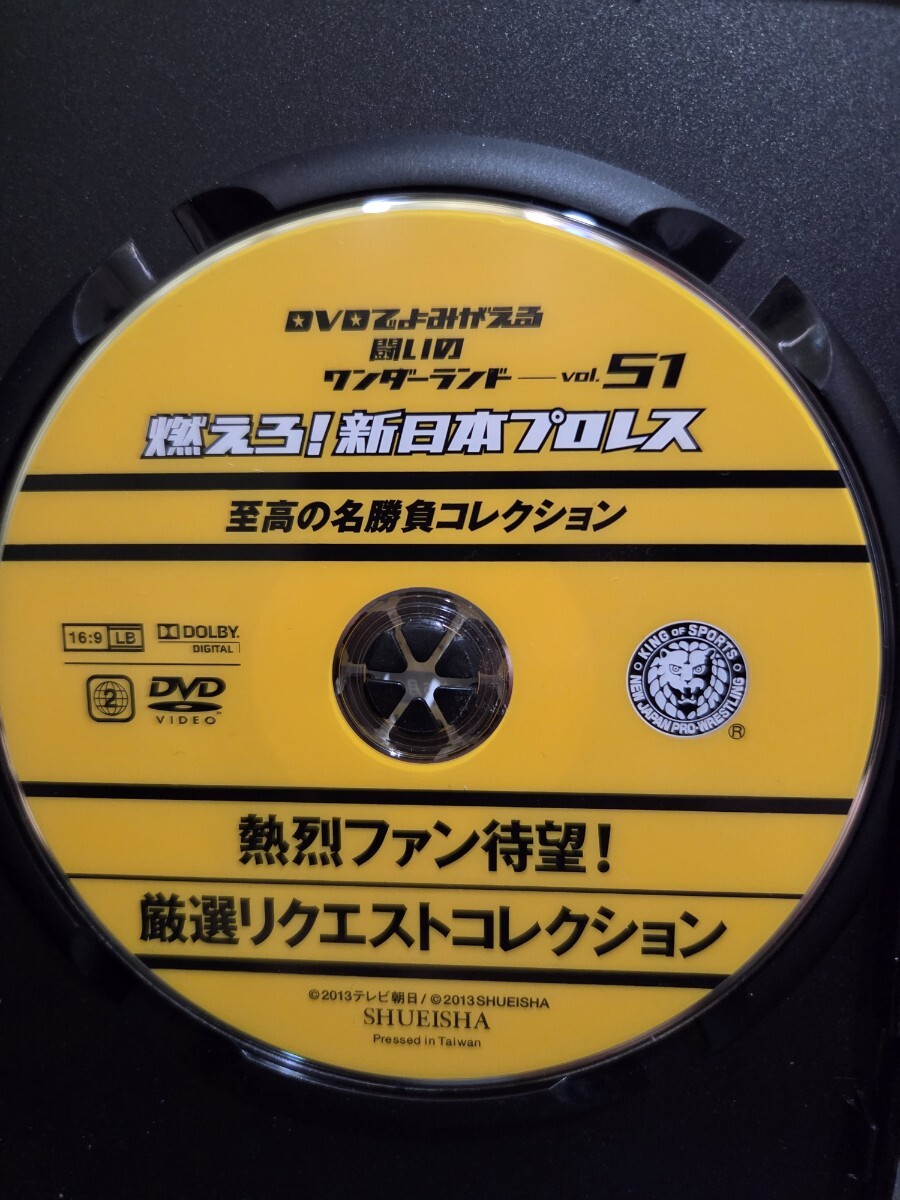 DVDでよみがえる
闘いの
ワンダーランド — vol. 51
燃えろ!新日本プロレス
至高の名勝負コレクション
16:9 LB
DOLBY
DIGITAL
2
DVD
VIDEO
KING OF SPORTS
NEW JAPAN PRO-WRESTLING
®
熱烈ファン待望!
厳選リクエストコレクション
©2013テレビ朝日/©2013SHUEISHA
SHUEISHA
Pressed in Taiwan